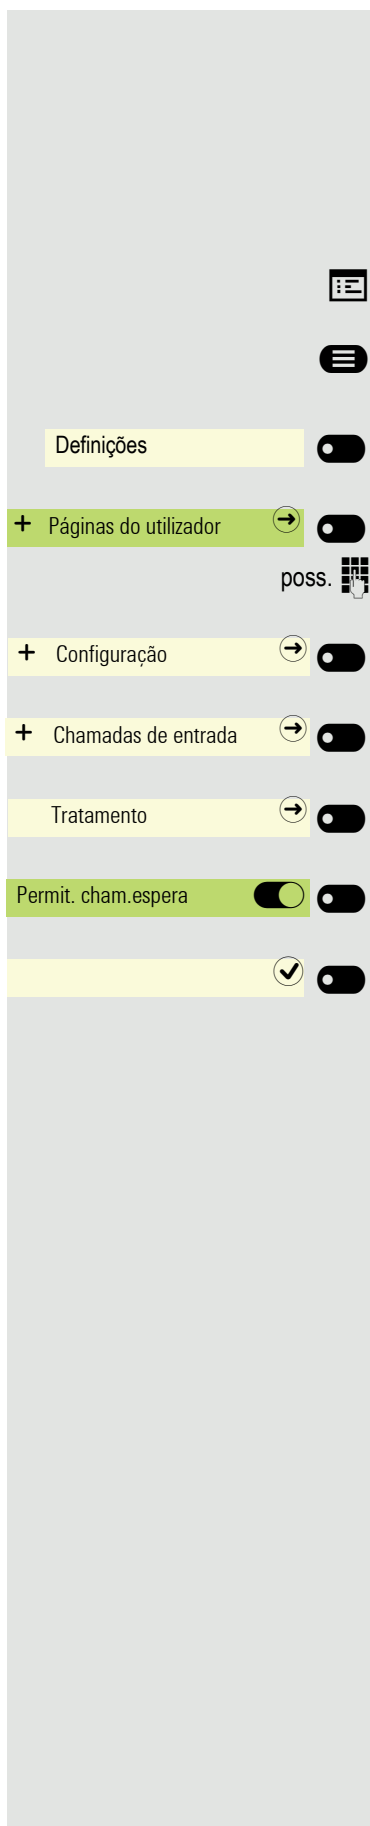 Definições
+ Páginas do utilizador
poss.
+ Configuração
+ Chamadas de entrada
Tratamento
Permit. cham.espera